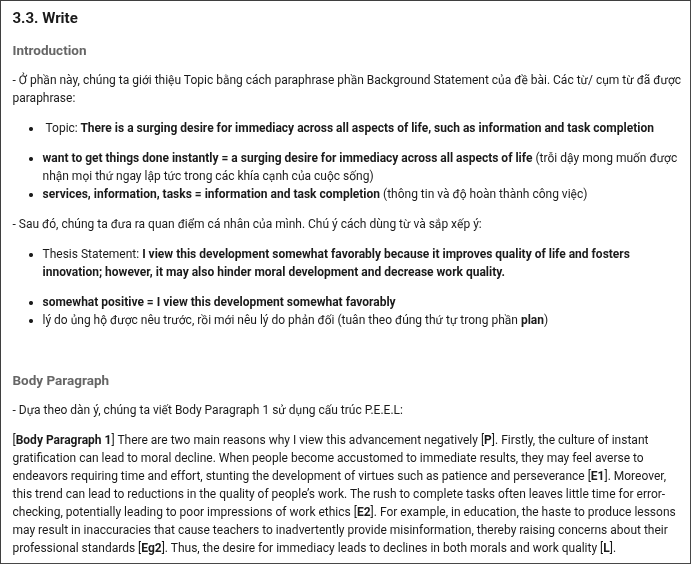 3.3. Write
Introduction
- Ở phần này, chúng ta giới thiệu Topic bằng cách paraphrase phần Background Statement của đề bài. Các từ/ cụm từ đã được
paraphrase:
Topic: There is a surging desire for immediacy across all aspects of life, such as information and task completion
want to get things done instantly = a surging desire for immediacy across all aspects of life (trỗi dậy mong muốn được
nhận mọi thứ ngay lập tức trong các khía cạnh của cuộc sống)
services, information, tasks = information and task completion (thông tin và độ hoàn thành công việc)
- Sau đó, chúng ta đưa ra quan điểm cá nhân của mình. Chú ý cách dùng từ và sắp xếp ý:
Thesis Statement: I view this development somewhat favorably because it improves quality of life and fosters
innovation; however, it may also hinder moral development and decrease work quality.
somewhat positive = I view this development somewhat favorably
lý do ủng hộ được nêu trước, rồi mới nêu lý do phản đối (tuân theo đúng thứ tự trong phần plan)
Body Paragraph
- Dựa theo dàn ý, chúng ta viết Body Paragraph 1 sử dụng cấu trúc P.E.E.L:
[Body Paragraph 1] There are two main reasons why I view this advancement negatively [P]. Firstly, the culture of instant
gratification can lead to moral decline. When people become accustomed to immediate results, they may feel averse to
endeavors requiring time and effort, stunting the development of virtues such as patience and perseverance [E1]. Moreover,
this trend can lead to reductions in the quality of people's work. The rush to complete tasks often leaves little time for error-
checking, potentially leading to poor impressions of work ethics [E2]. For example, in education, the haste to produce lessons
may result in inaccuracies that cause teachers to inadvertently provide misinformation, thereby raising concerns about their
professional standards [Eg2]. Thus, the desire for immediacy leads to declines in both morals and work quality [L].